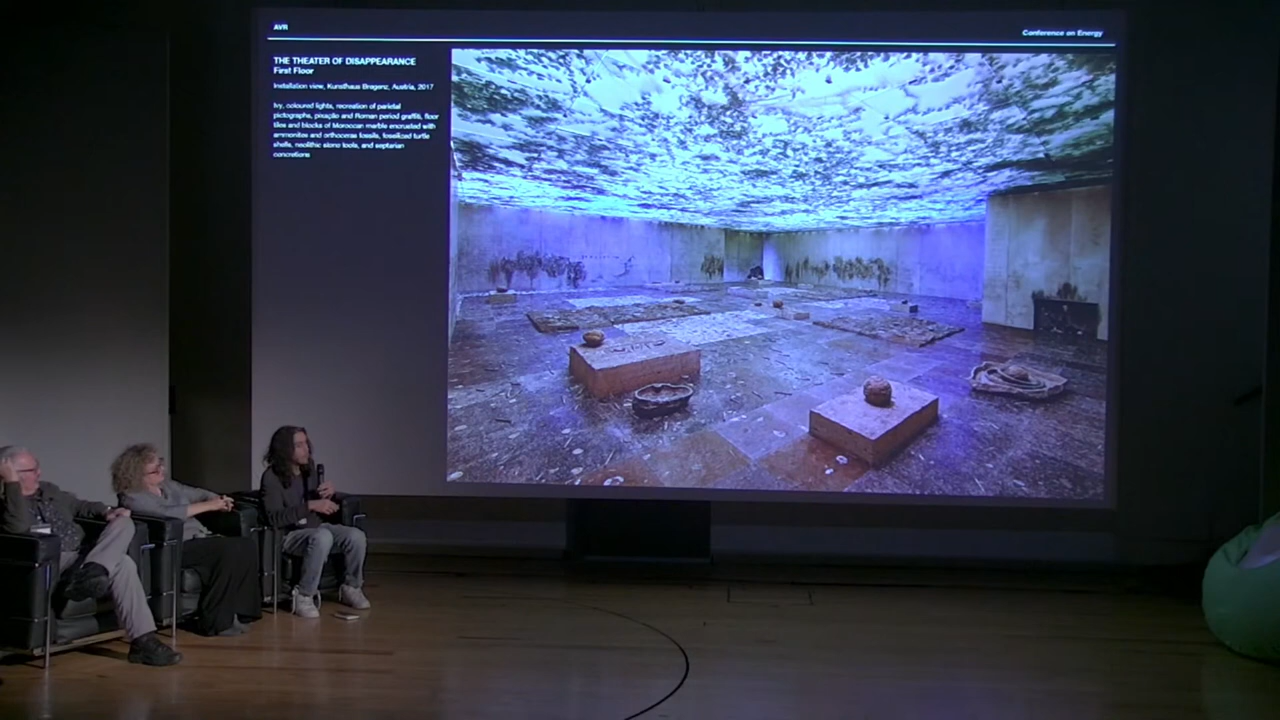 AVR
Conference on Energy
THE THEATER OF DISAPPEARANCE
First Floor
Installation view, Kunsthaus Bregenz, Austria, 2017
Ivy, coloured lights, recreation of parietal
pictographs, pixação and Roman period graffiti, floor
tiles and blocks of Moroccan marble encrusted with
ammonites and orthoceras fossils, fossilized turtle
shells, neolithic stone tools, and septarian
concretions